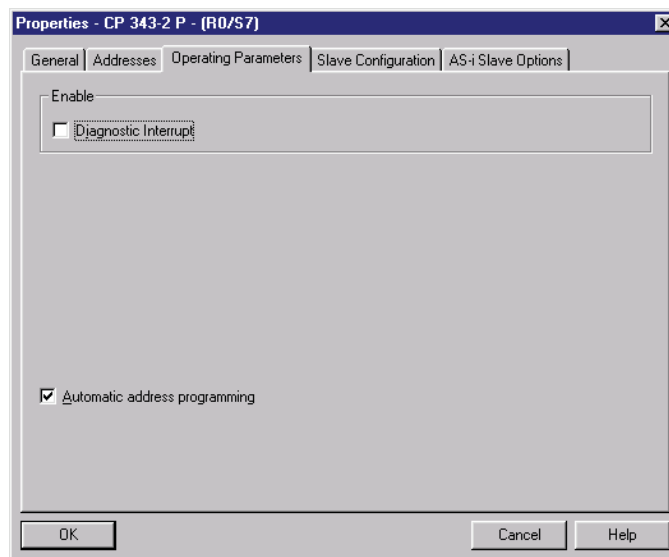 Properties - CP 343-2 P - (R0/S7)
General Addresses Operating Parameters Slave Configuration AS-i Slave Options
Enable
Diagnostic Interrupt
Automatic address programming
OK Cancel Help